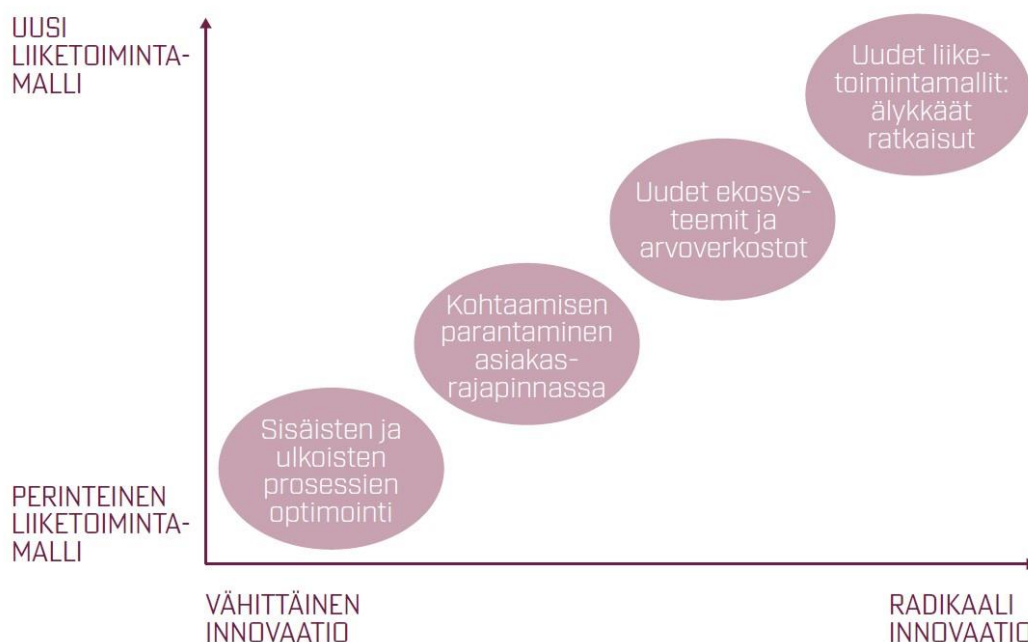 UUSI
LIIKETOIMINTA-
MALLI
Uudet liike-
toimintamallit:
älykkäät
ratkaisut
Uudet ekosys-
teemit ja
arvoverkostot
Kohtaamisen
parantaminen
asiakas-
rajapinnassa
Sisäisten ja
ulkoisten
prosessien
optimointi
PERINTEINEN
LIIKETOIMINTA-
MALLI
VÄHITTÄINEN
INNOVAATIO
RADIKAALI
INNOVAATIO